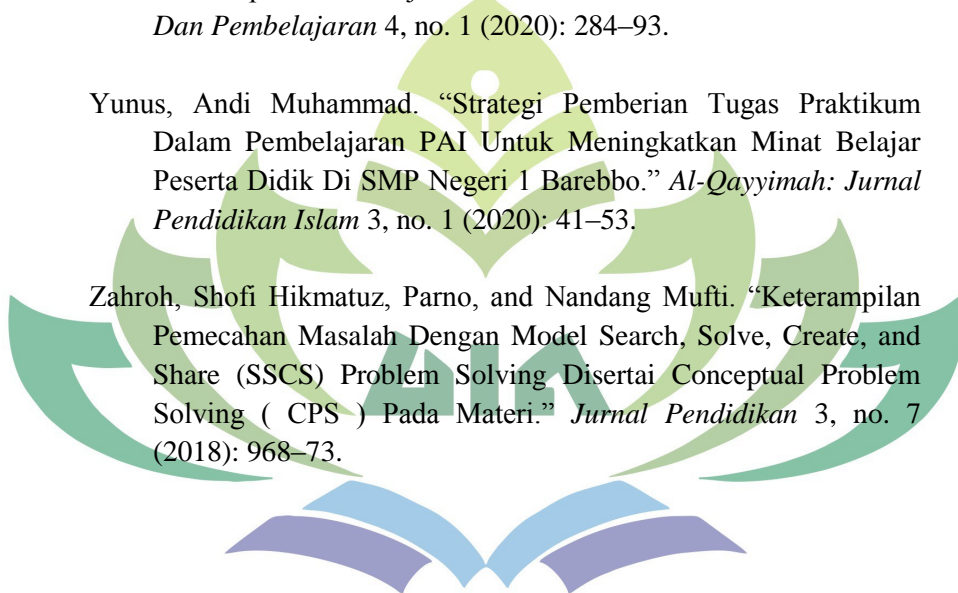 Dan Pembelajaran 4, no. 1 (2020): 284–93.
Yunus, Andi Muhammad. “Strategi Pemberian Tugas Praktikum
Dalam Pembelajaran PAI Untuk Meningkatkan Minat Belajar
Peserta Didik Di SMP Negeri 1 Barebbo.” Al-Qayyimah: Jurnal
Pendidikan Islam 3, no. 1 (2020): 41–53.
Zahroh, Shofi Hikmatuz, Parno, and Nandang Mufti. “Keterampilan
Pemecahan Masalah Dengan Model Search, Solve, Create, and
Share (SSCS) Problem Solving Disertai Conceptual Problem
Solving ( CPS ) Pada Materi.” Jurnal Pendidikan 3, no. 7
(2018): 968–73.